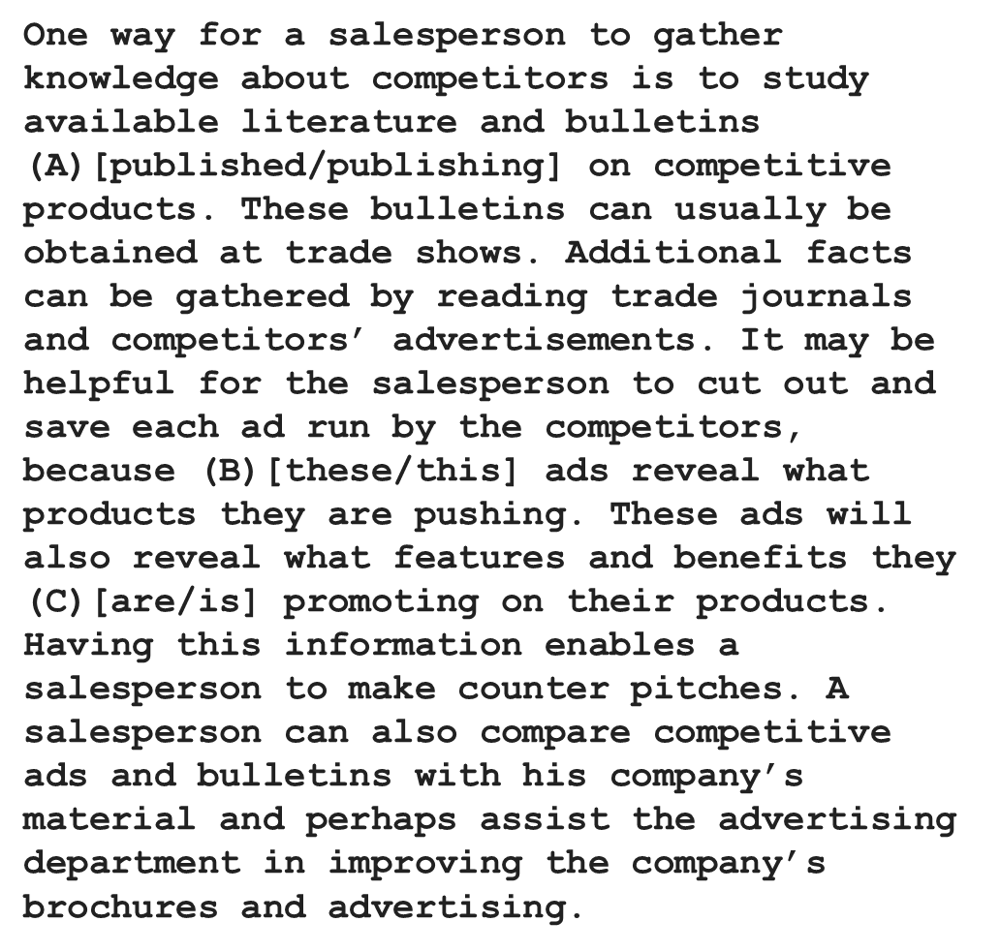 One way for a salesperson to gather
knowledge about competitors is to study
available literature and bulletins
(A)[published/publishing] on competitive
products. These bulletins can usually be
obtained at trade shows. Additional facts
can be gathered by reading trade journals
and competitors’ advertisements. It may be
helpful for the salesperson to cut out and
save each ad run by the competitors,
because (B)[these/this] ads reveal what
products they are pushing. These ads will
also reveal what features and benefits they
(C)[are/is] promoting on their products.
Having this information enables a
salesperson to make counter pitches. A
salesperson can also compare competitive
ads and bulletins with his company’s
material and perhaps assist the advertising
department in improving the company’s
brochures and advertising.